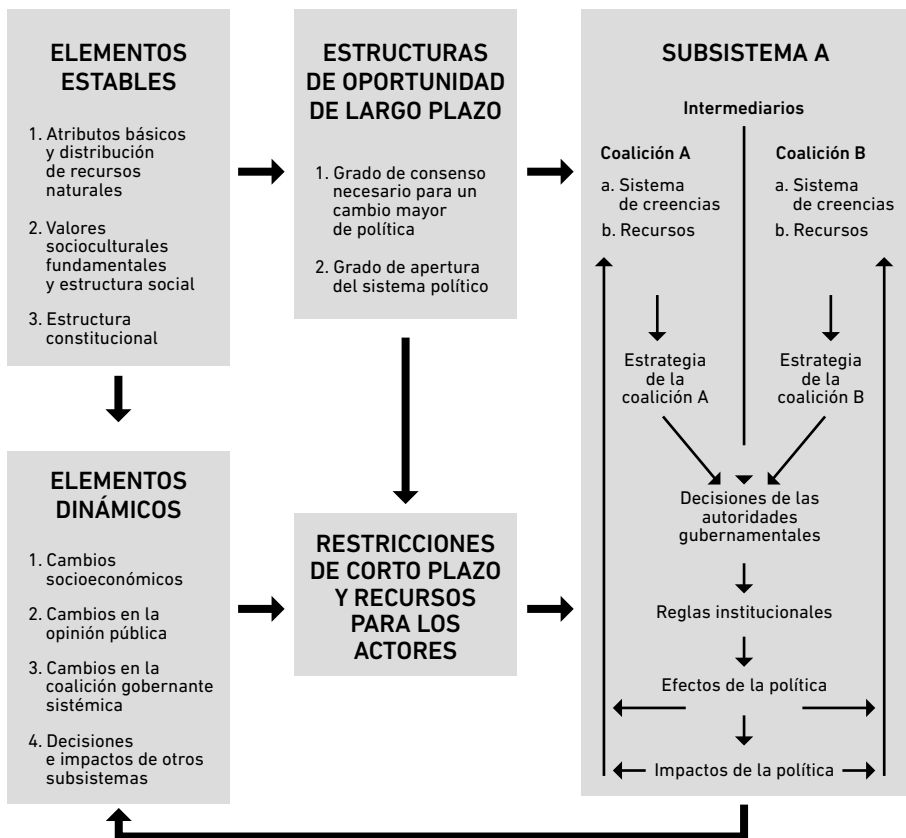 ELEMENTOS
ESTABLES
1. Atributos básicos
y distribución
de recursos
naturales
2. Valores
socioculturales
fundamentales
y estructura social
3. Estructura
constitucional
ESTRUCTURAS
DE OPORTUNIDAD
DE LARGO PLAZO
1. Grado de consenso
necesario para un
cambio mayor
de política
2. Grado de apertura
del sistema político
SUBSISTEMA A
Intermediarios
Coalición A
a. Sistema
de creencias
b. Recursos
Coalición B
a. Sistema
de creencias
b. Recursos
Estrategia
de la
coalición A
Estrategia
de la
coalición B
Decisiones de las
autoridades
gubernamentales
Reglas institucionales
Efectos de la política
Impactos de la política
ELEMENTOS
DINÁMICOS
1. Cambios
socioeconómicos
2. Cambios en la
opinión pública
3. Cambios en la
coalición gobernante
sistémica
4. Decisiones
e impactos de otros
subsistemas
RESTRICCIONES
DE CORTO PLAZO
Y RECURSOS
PARA LOS
ACTORES